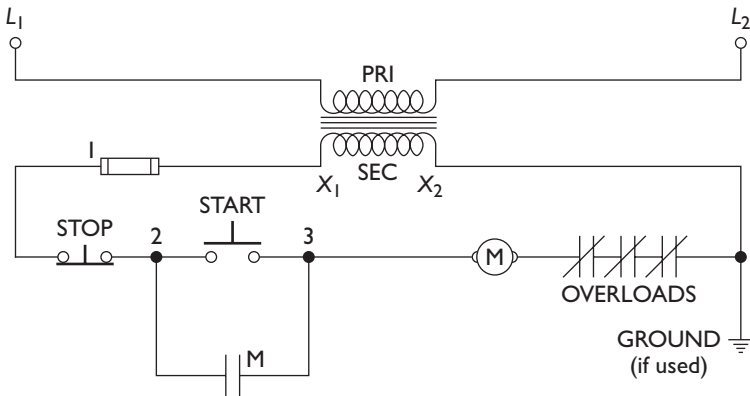 L1 L2
PRI
1
SEC
X1 X2
STOP 2 START 3
M
OVERLOADS
M
GROUND
(if used)